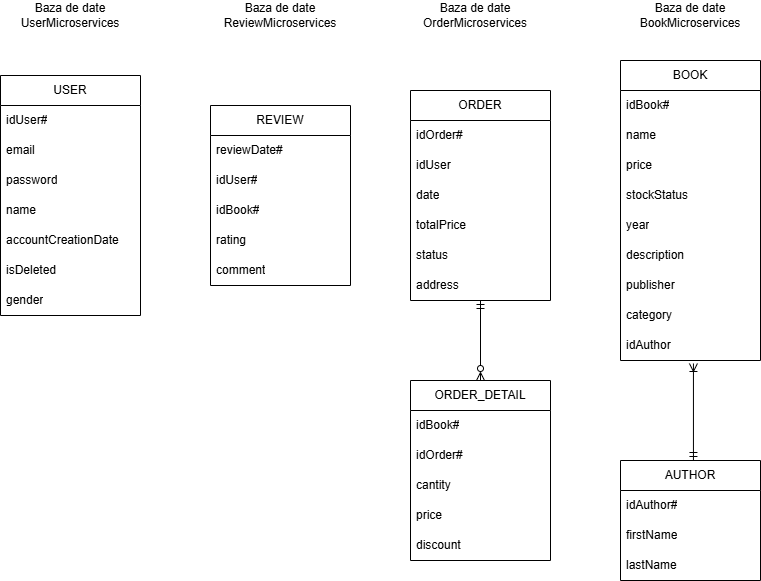 Baza de date
UserMicroservices
USER
idUser#
email
password
name
accountCreationDate
isDeleted
gender
Baza de date
ReviewMicroservices
REVIEW
reviewDate#
idUser#
idBook#
rating
comment
Baza de date
OrderMicroservices
ORDER
idOrder#
idUser
date
totalPrice
status
address
ORDER_DETAIL
idBook#
idOrder#
cantity
price
discount
Baza de date
BookMicroservices
BOOK
idBook#
name
price
stockStatus
year
description
publisher
category
idAuthor
AUTHOR
idAuthor#
firstName
lastName